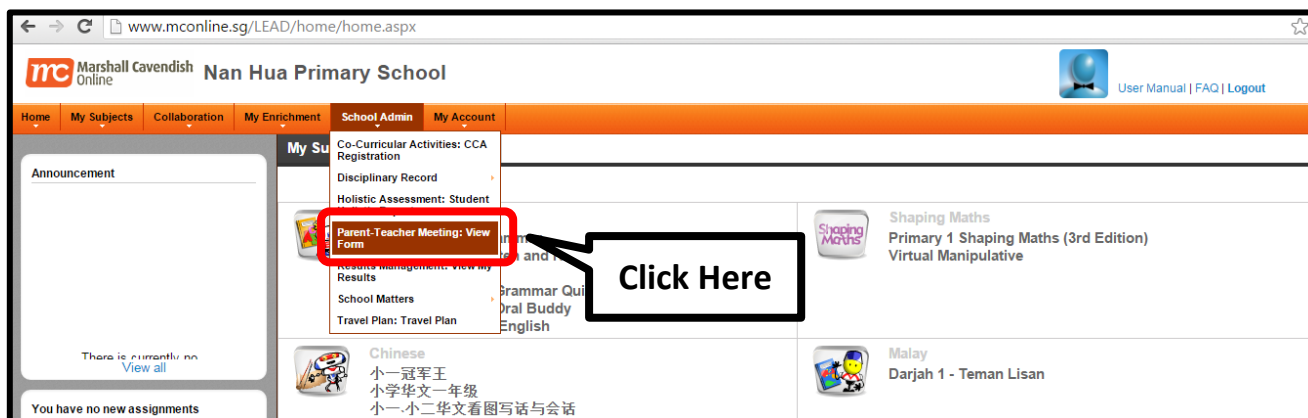 www.mconline.sg/LEAD/home/home.aspx
mc Marshall Cavendish Online
Nan Hua Primary School
User Manual | FAQ | Logout
Home My Subjects Collaboration My Enrichment School Admin My Account
My Su
Co-Curricular Activities: CCA
Registration
Disciplinary Record
Holistic Assessment: Student
Parent-Teacher Meeting: View
Form
Results Management: View My
Results
School Matters
Travel Plan: Travel Plan
Click Here
Announcement
There is currently no
View all
You have no new assignments
Grammar Qui
Oral Buddy
English
Shaping Maths
Shaping Maths
Primary 1 Shaping Maths (3rd Edition)
Virtual Manipulative
Chinese
小一冠军王
小学华文一年级
小一、小二华文看图写话与会话
Malay
Darjah 1 - Teman Lisan